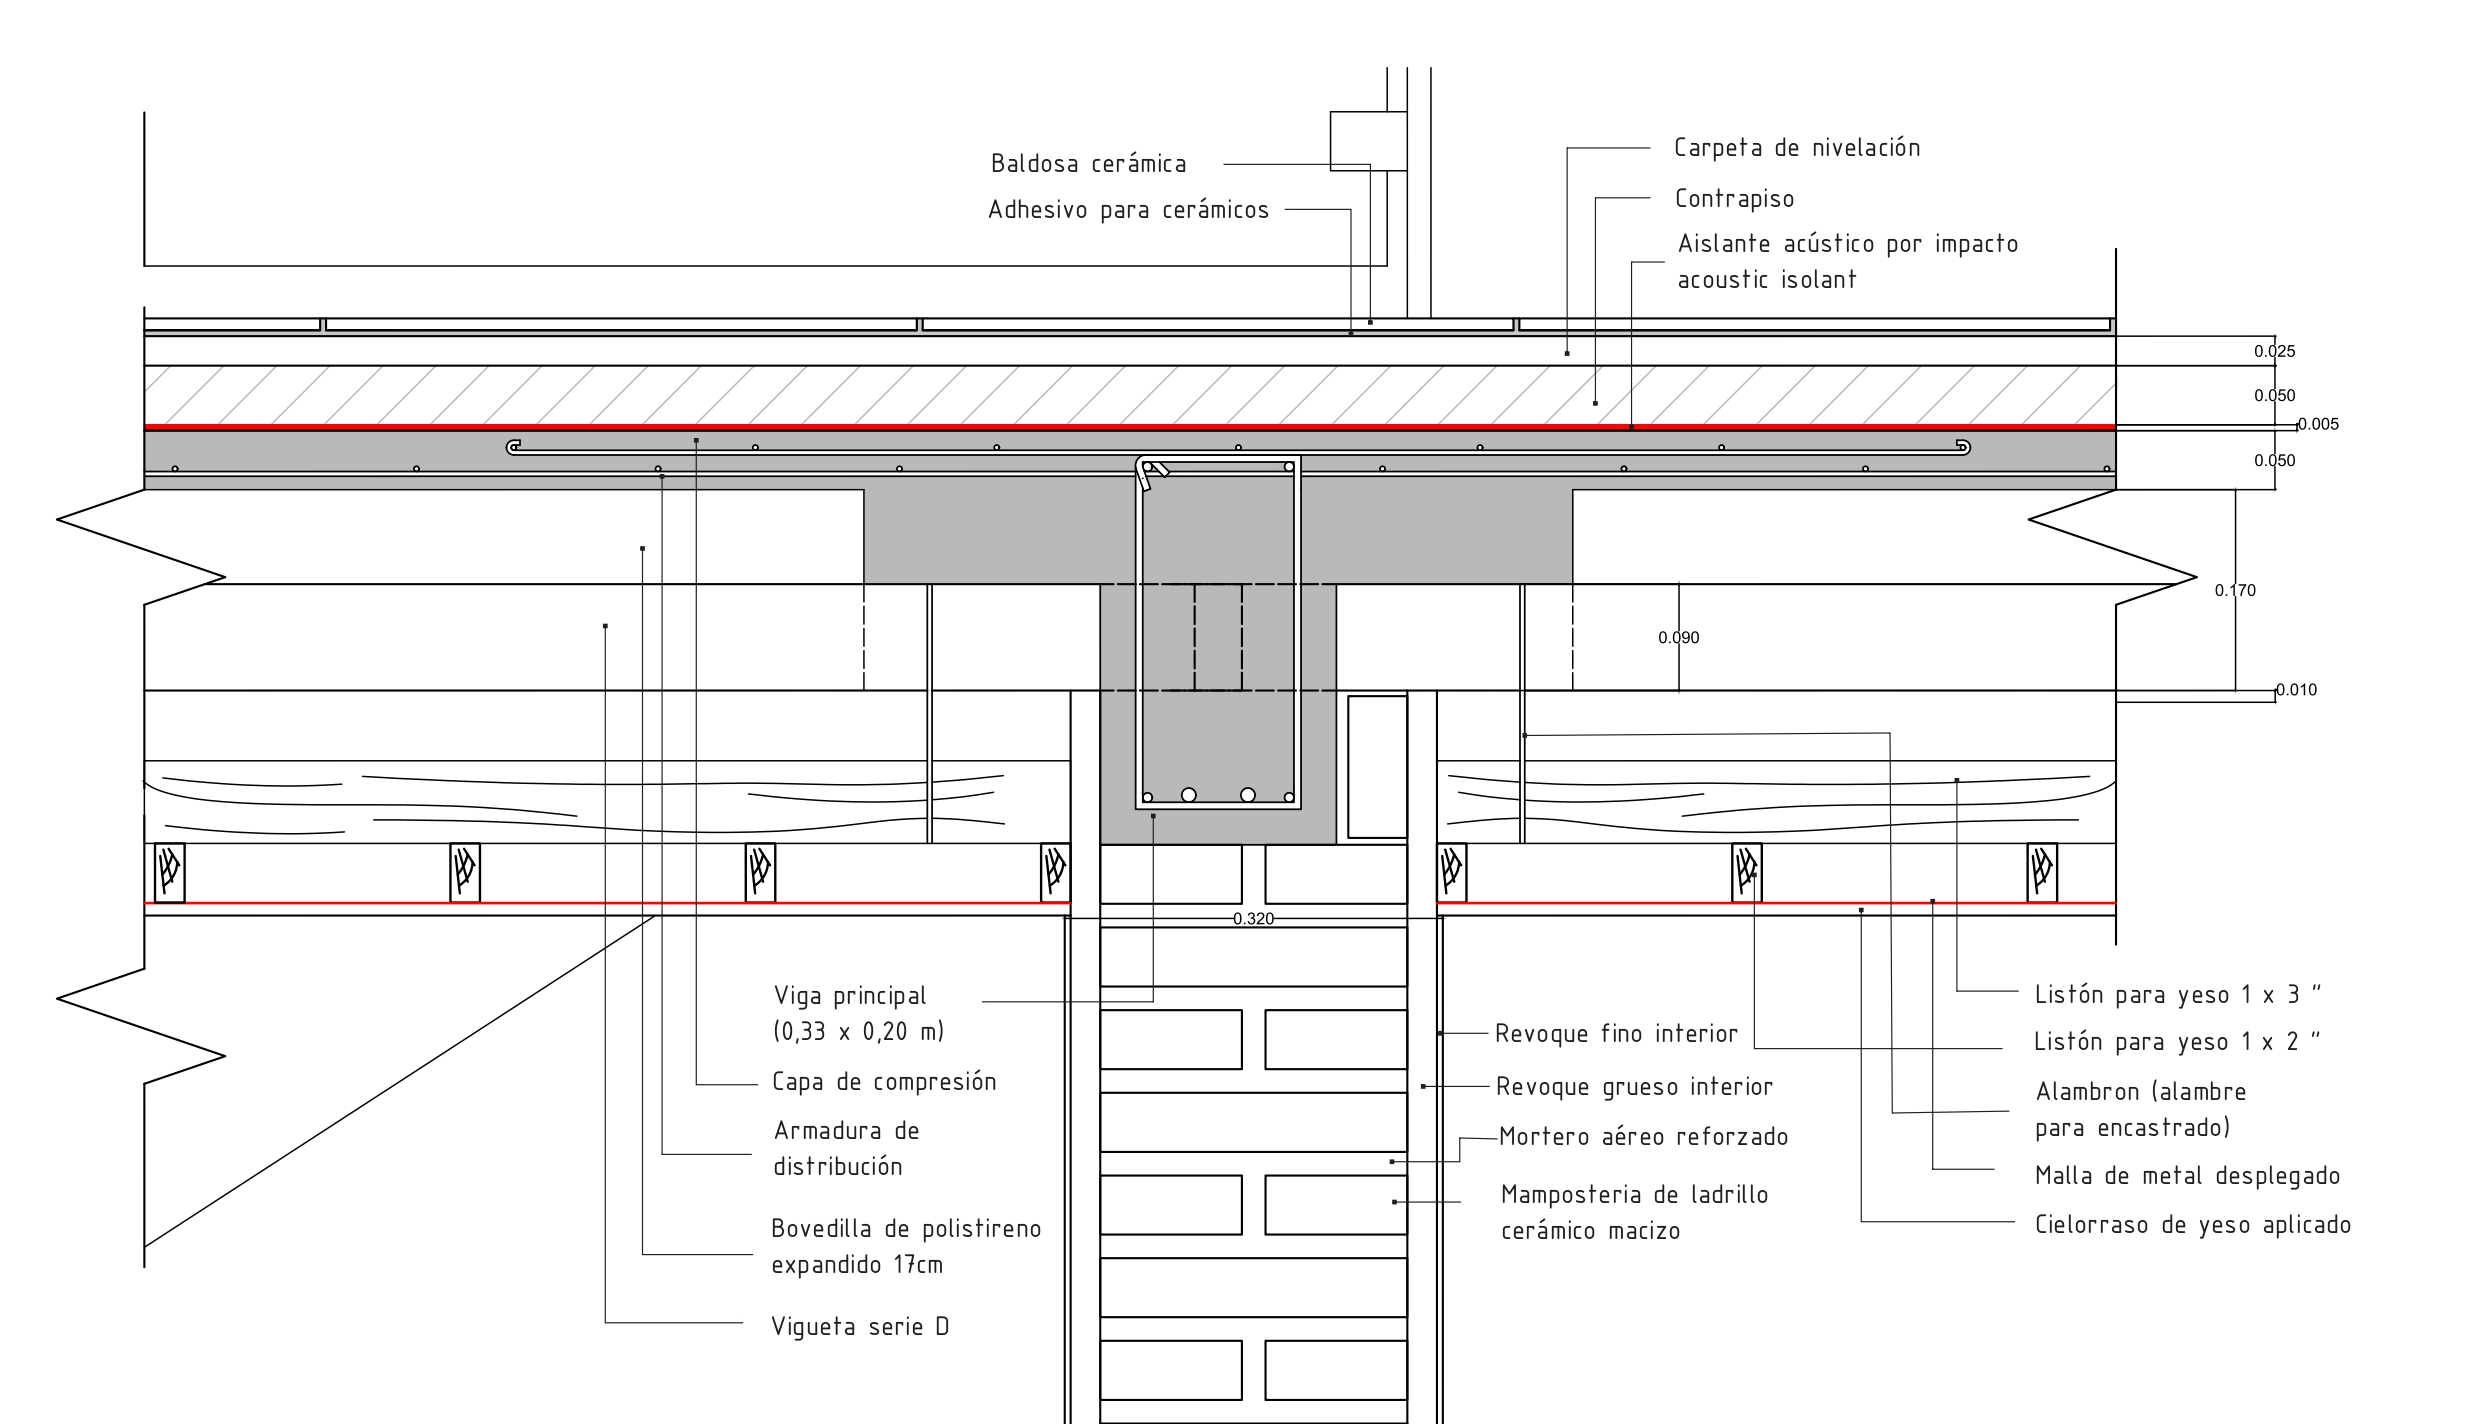 Baldosa cerámica
Adhesivo para cerámicos
Carpeta de nivelación
Contrapiso
Aislante acústico por impacto
acoustic isolant
0.025
0.050
0.005
0.050
0.170
0.090
0.010
0.320
Viga principal
(0,33 x 0,20 m)
Capa de compresión
Armadura de
distribución
Bovedilla de polistireno
expandido 17cm
Vigueta serie D
Revoque fino interior
Revoque grueso interior
Mortero aéreo reforzado
Mamposteria de ladrillo
cerámico macizo
Listón para yeso 1 x 3 "
Listón para yeso 1 x 2 "
Alambron (alambre
para encastrado)
Malla de metal desplegado
Cielorraso de yeso aplicado